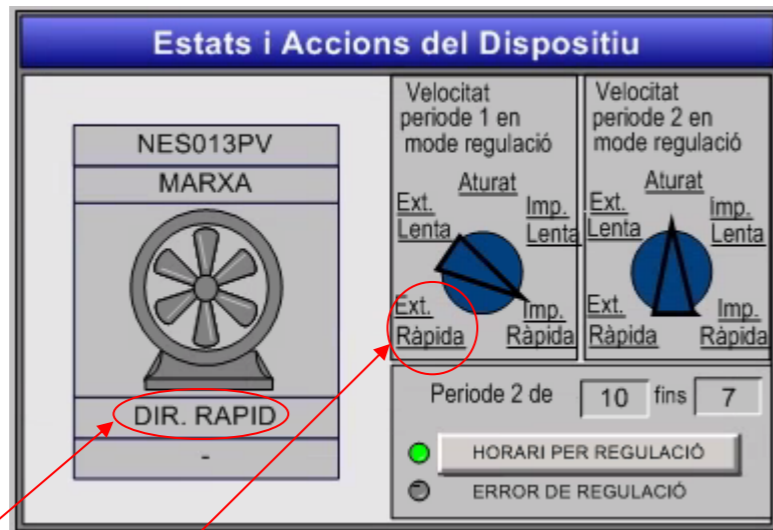 Estats i Accions del Dispositiu
NES013PV
MARXA
DIR. RAPID
-
Velocitat
periode 1 en
mode regulació
Aturat
Ext.
Lenta
Imp.
Lenta
Ext.
Ràpida
Imp.
Ràpida
Velocitat
periode 2 en
mode regulació
Aturat
Ext.
Lenta
Imp.
Lenta
Ext.
Ràpida
Imp.
Ràpida
Periode 2 de 10 fins 7
HORARI PER REGULACIÓ
ERROR DE REGULACIÓ